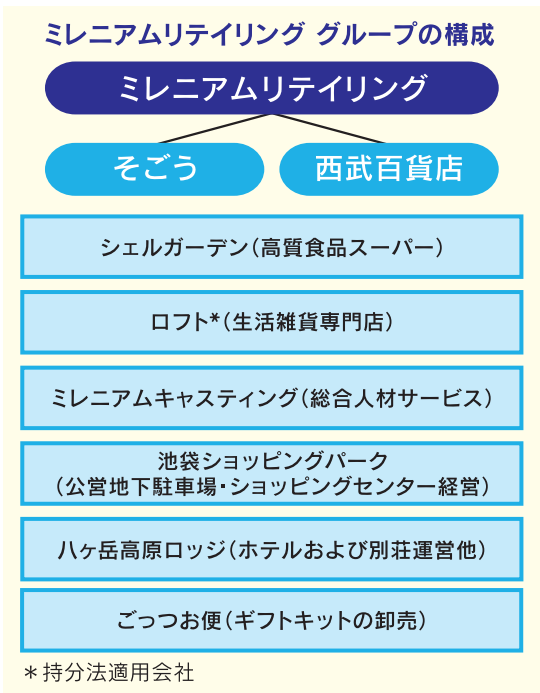 ミレニアムリテイリング グループの構成
ミレニアムリテイリング
そごう
西武百貨店
シェルガーデン(高質食品スーパー)
ロフト*(生活雑貨専門店)
ミレニアムキャスティング(総合人材サービス)
池袋ショッピングパーク
(公営地下駐車場・ショッピングセンター経営)
八ヶ岳高原ロッジ(ホテルおよび別荘運営他)
ごっつお便(ギフトキットの卸売)
*持分法適用会社